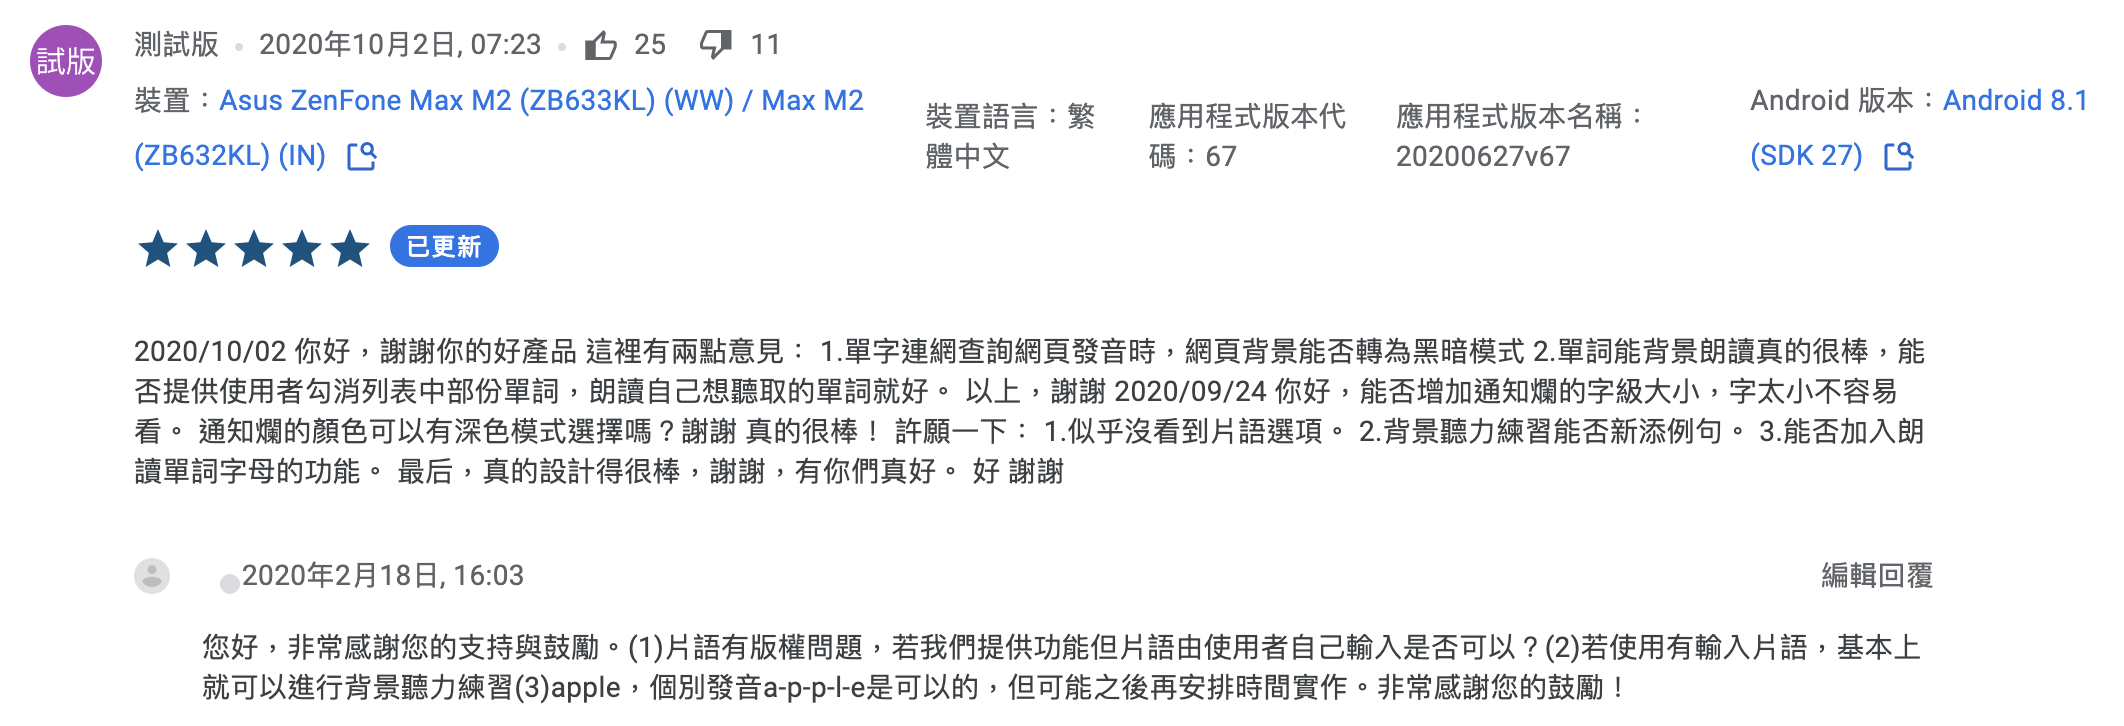 試版
測試版 • 2020年10月2日, 07:23 • 25 11
裝置：Asus ZenFone Max M2 (ZB633KL) (WW) / Max M2
(ZB632KL) (IN)
裝置語言：繁
體中文
應用程式版本代
碼：67
應用程式版本名稱：
20200627v67
Android 版本：Android 8.1
(SDK 27)
已更新
2020/10/02 你好，謝謝你的好產品 這裡有兩點意見： 1.單字連網查詢網頁發音時，網頁背景能否轉為黑暗模式 2.單詞能背景朗讀真的很棒，能
否提供使用者勾消列表中部份單詞，朗讀自己想聽取的單詞就好。 以上，謝謝 2020/09/24 你好，能否增加通知爛的字級大小，字太小不容易
看。 通知爛的顏色可以有深色模式選擇嗎？謝謝 真的很棒！ 許願一下： 1.似乎沒看到片語選項。 2.背景聽力練習能否新添例句。 3.能否加入朗
讀單詞字母的功能。 最后，真的設計得很棒，謝謝，有你們真好。 好 謝謝
2020年2月18日, 16:03
編輯回覆
您好，非常感謝您的支持與鼓勵。(1)片語有版權問題，若我們提供功能但片語由使用者自己輸入是否可以？(2)若使用有輸入片語，基本上
就可以進行背景聽力練習(3)apple，個別發音a-p-p-l-e是可以的，但可能之後再安排時間實作。非常感謝您的鼓勵！